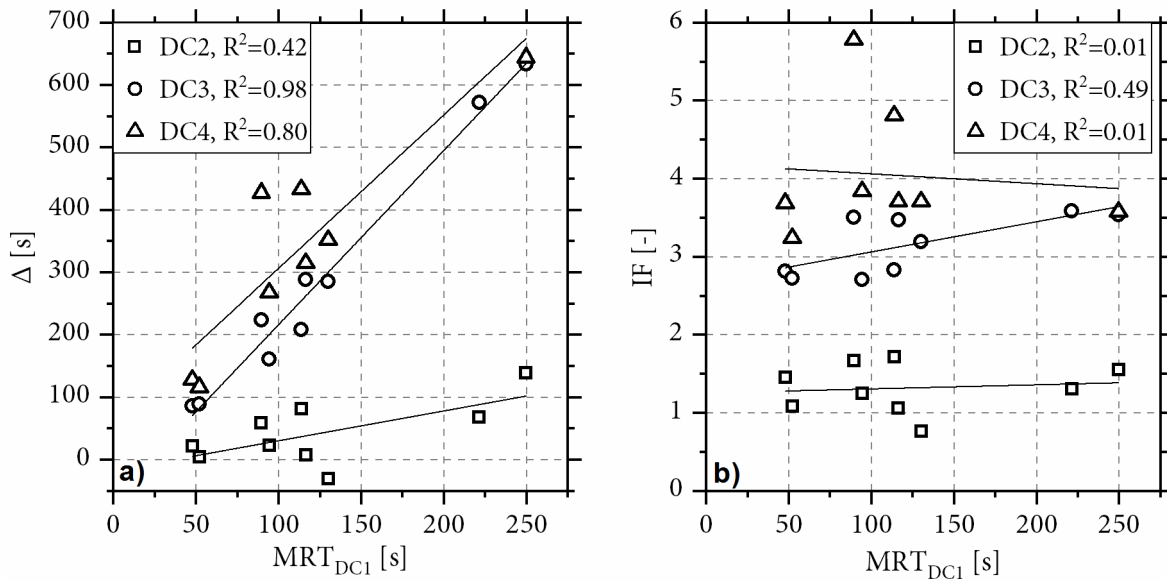 700
600
500
400
300
200
100
0
Δ [s]
DC2, R²=0.42
DC3, R²=0.98
DC4, R²=0.80
a)
0 50 100 150 200 250
MRT_DC1 [s]
6
5
4
3
2
1
0
IF [-]
DC2, R²=0.01
DC3, R²=0.49
DC4, R²=0.01
b)
0 50 100 150 200 250
MRT_DC1 [s]